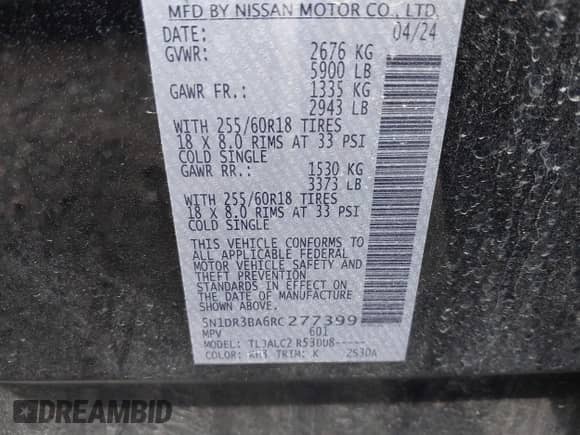 MFD BY NISSAN MOTOR CO., LTD.
DATE: 04/24
GVWR: 2676 KG
5900 LB
GAWR FR.: 1335 KG
2943 LB
WITH 255/60R18 TIRES
18 X 8.0 RIMS AT 33 PSI
COLD SINGLE
GAWR RR.: 1530 KG
3373 LB
WITH 255/60R18 TIRES
18 X 8.0 RIMS AT 33 PSI
COLD SINGLE
THIS VEHICLE CONFORMS TO
ALL APPLICABLE FEDERAL
MOTOR VEHICLE SAFETY AND
THEFT PREVENTION
STANDARDS IN EFFECT ON
THE DATE OF MANUFACTURE
SHOWN ABOVE.
5N1DR3BA6RC277399
MPV 601
MODEL: TLJALC2 R53DU8-----
COLOR: KH3 TRIM: K 2530A
DREAMBID